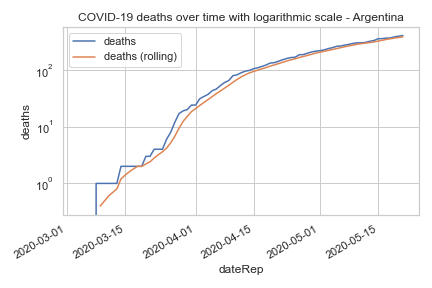 COVID-19 deaths over time with logarithmic scale - Argentina
deaths
deaths (rolling)
deaths
10²
10¹
10⁰
2020-03-01
2020-03-15
2020-04-01
2020-04-15
2020-05-01
2020-05-15
dateRep